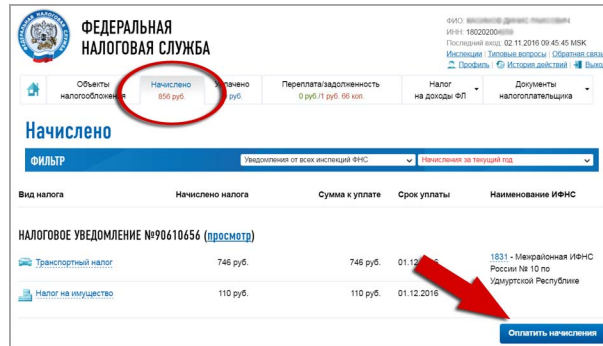 ФЕДЕРАЛЬНАЯ
НАЛОГОВАЯ СЛУЖБА
ФИО:
ИНН: 18020200
Последний вход: 02.11.2016 09:45:45 MSK
Инспекции | Типовые вопросы | Обратная связь
Профиль | История действий | Выход
Объекты налогообложения
Начислено
856 руб.
Уплачено
руб.
Переплата/задолженность
0 руб./1 руб. 66 коп.
Налог
на доходы ФЛ
Документы
налогоплательщика
Начислено
ФИЛЬТР
Уведомления от всех инспекций ФНС
Начисления за текущий год
Вид налога Начислено налога Сумма к уплате Срок уплаты Наименование ИФНС
НАЛОГОВОЕ УВЕДОМЛЕНИЕ №90610656 (просмотр)
Транспортный налог 746 руб. 746 руб. 01.12.2016
1831 - Межрайонная ИФНС
России № 10 по
Удмуртской Республике
Налог на имущество 110 руб. 110 руб. 01.12.2016
Оплатить начисления